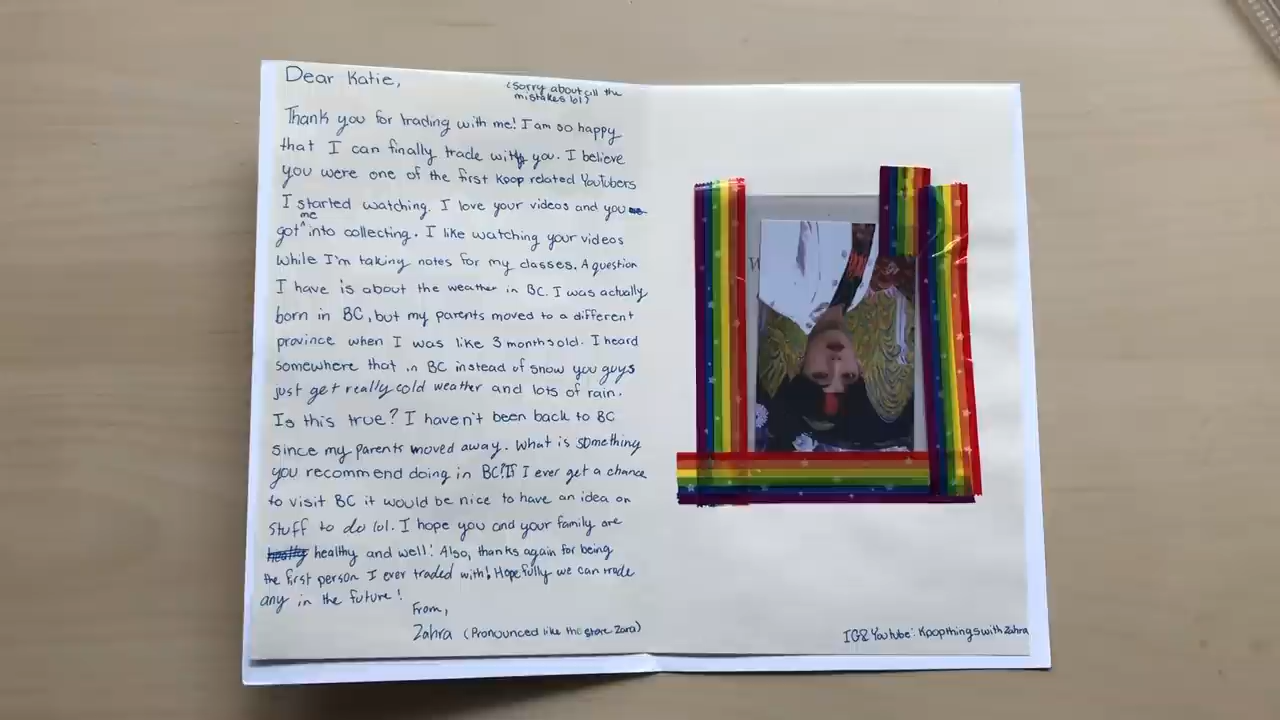 Dear Katie,
(Sorry about all the
mistakes lol)
Thank you for trading with me! I am so happy
that I can finally trade with you. I believe
you were one of the first kpop related YouTubers
I started watching. I love your videos and you
got me into collecting. I like watching your videos
while I'm taking notes for my classes. A question
I have is about the weather in BC. I was actually
born in BC, but my parents moved to a different
province when I was like 3 months old. I heard
somewhere that in BC instead of snow you guys
just get really cold weather and lots of rain.
Is this true? I haven't been back to BC
since my parents moved away. What is something
you recommend doing in BC? If I ever get a chance
to visit BC it would be nice to have an idea on
stuff to do lol. I hope you and your family are
healthy and well! Also, thanks again for being
the first person I ever traded with! Hopefully we can trade
any in the future!
From,
Zahra (Pronounced like the store Zara)
W
IG & Youtube: Kpopthingswithzahra